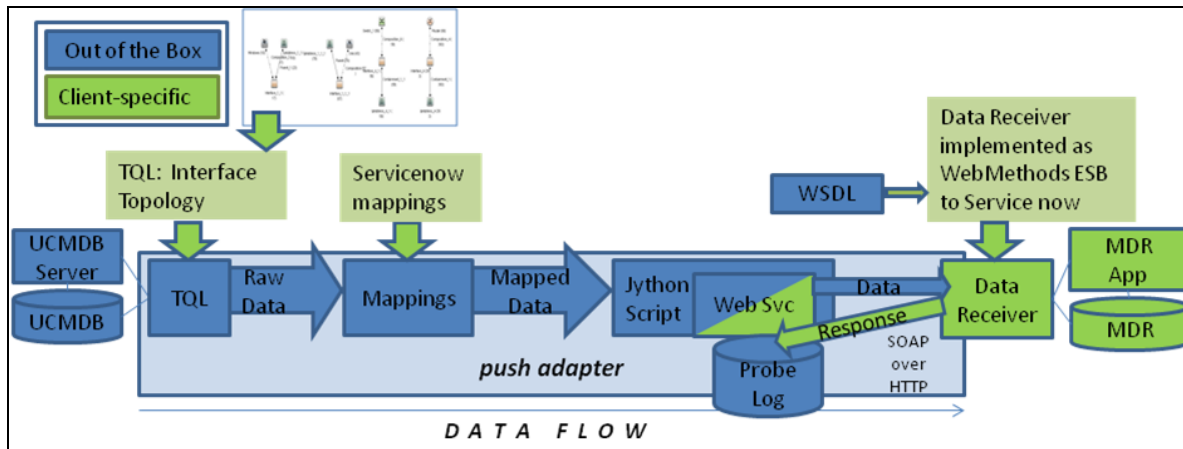 Out of the Box
Client-specific
TQL: Interface
Topology
Servicenow
mappings
Data Receiver
implemented as
WebMethods ESB
to Service now
WSDL
UCMDB
Server
UCMDB
TQL
Raw
Data
Mappings
Mapped
Data
Jython
Script
Web Svc
Data
Response
Data
Receiver
MDR
App
MDR
SOAP
over
HTTP
Probe
Log
push adapter
DATA FLOW